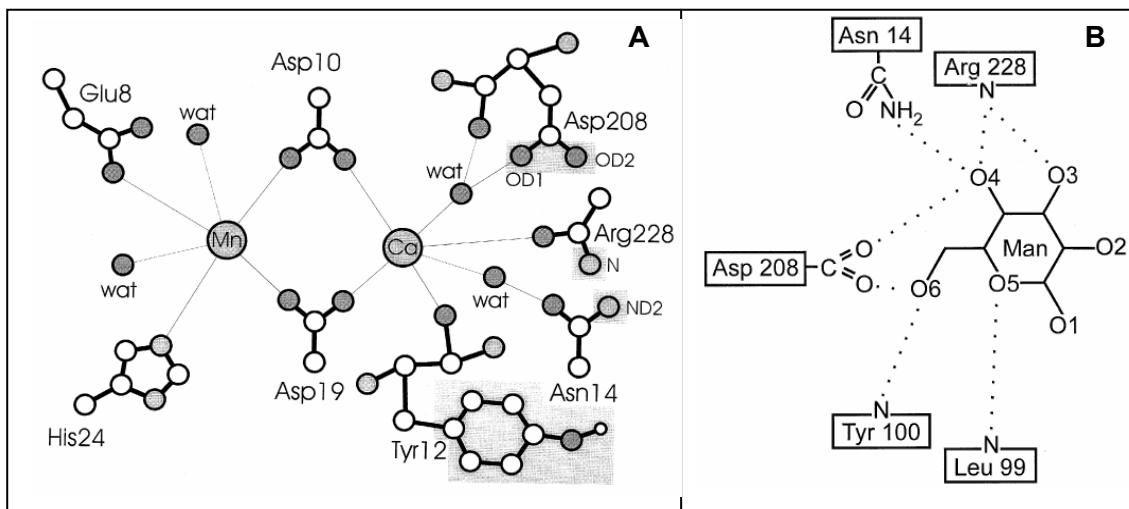 A
Asp10
Glu8
wat
Asp208
OD2
OD1
wat
Mn
Ca
Arg228
N
wat
wat
ND2
Asp19
Asn14
His24
Tyr12
B
Asn 14
Arg 228
C
N
O
NH2
O4
O3
Asp 208
C
O
O
Man
O2
O6
O5
O1
N
Tyr 100
N
Leu 99